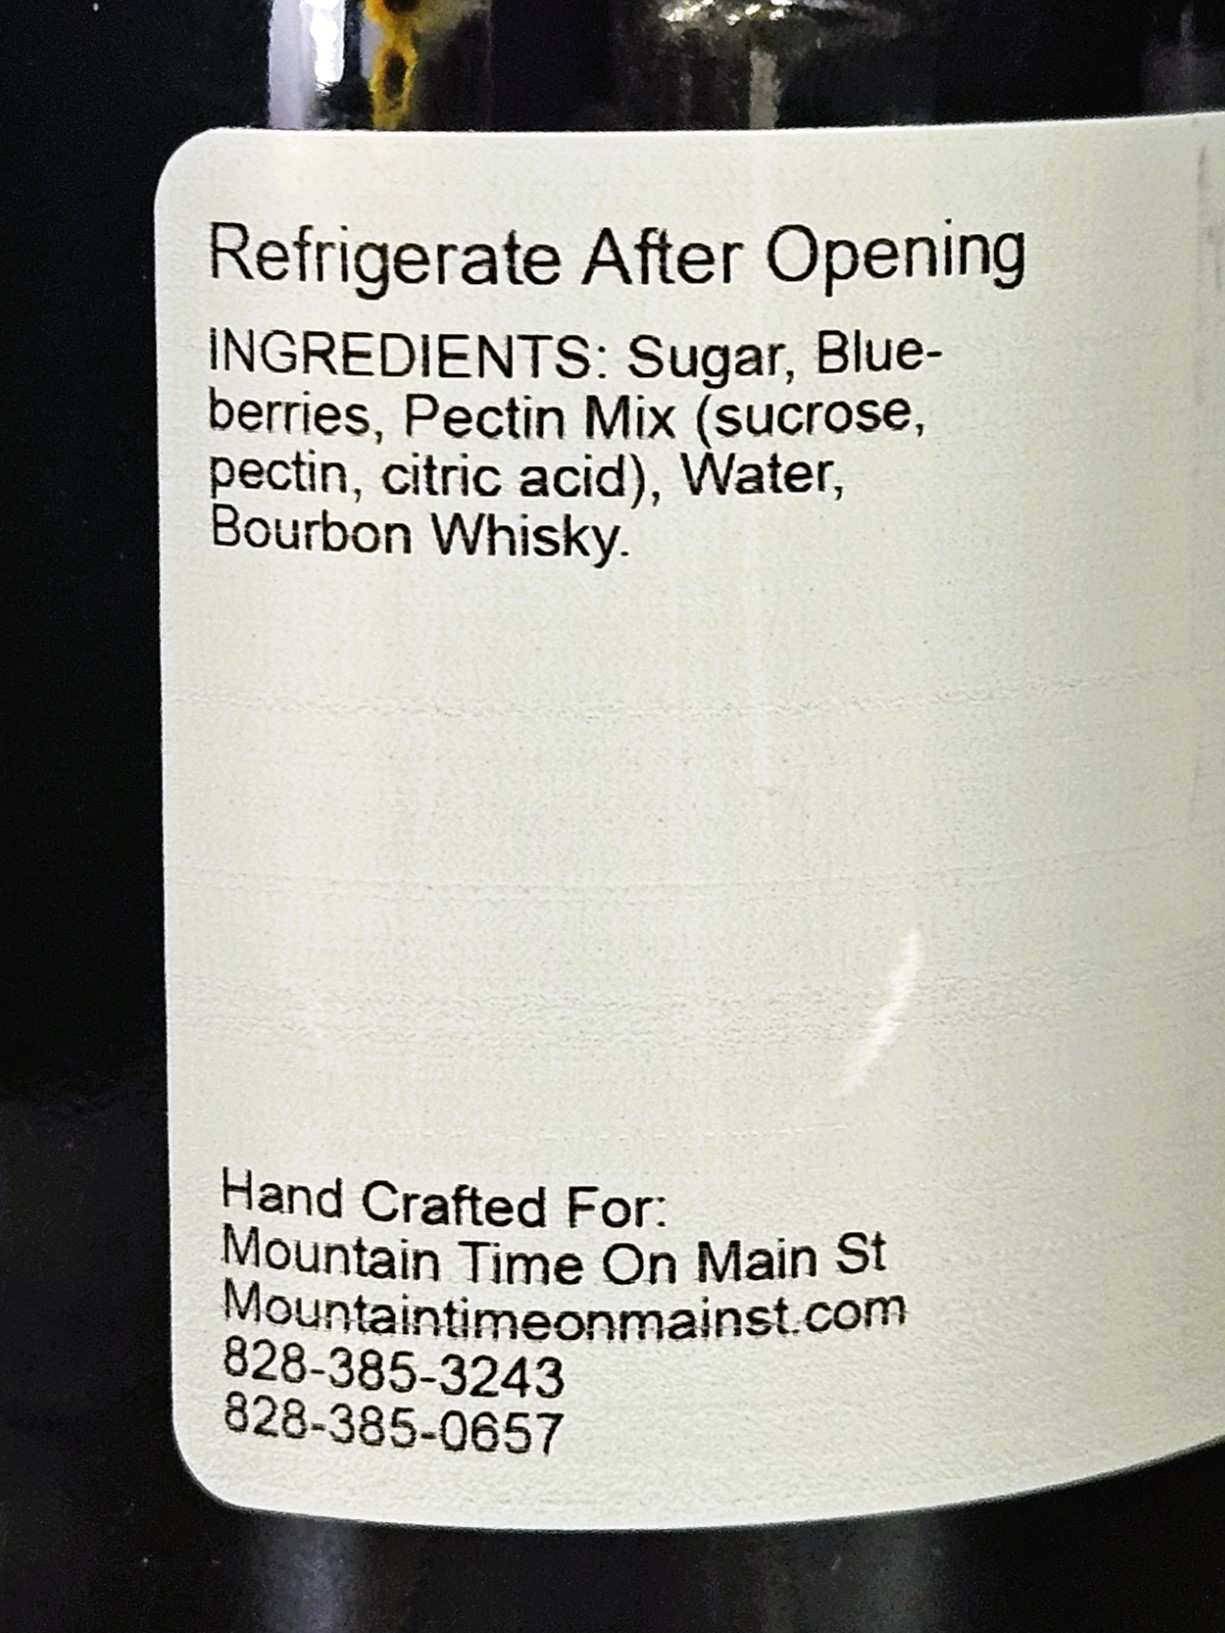 Refrigerate After Opening
INGREDIENTS: Sugar, Blue-
berries, Pectin Mix (sucrose,
pectin, citric acid), Water,
Bourbon Whisky.
Hand Crafted For:
Mountain Time On Main St
Mountaintimeonmainst.com
828-385-3243
828-385-0657